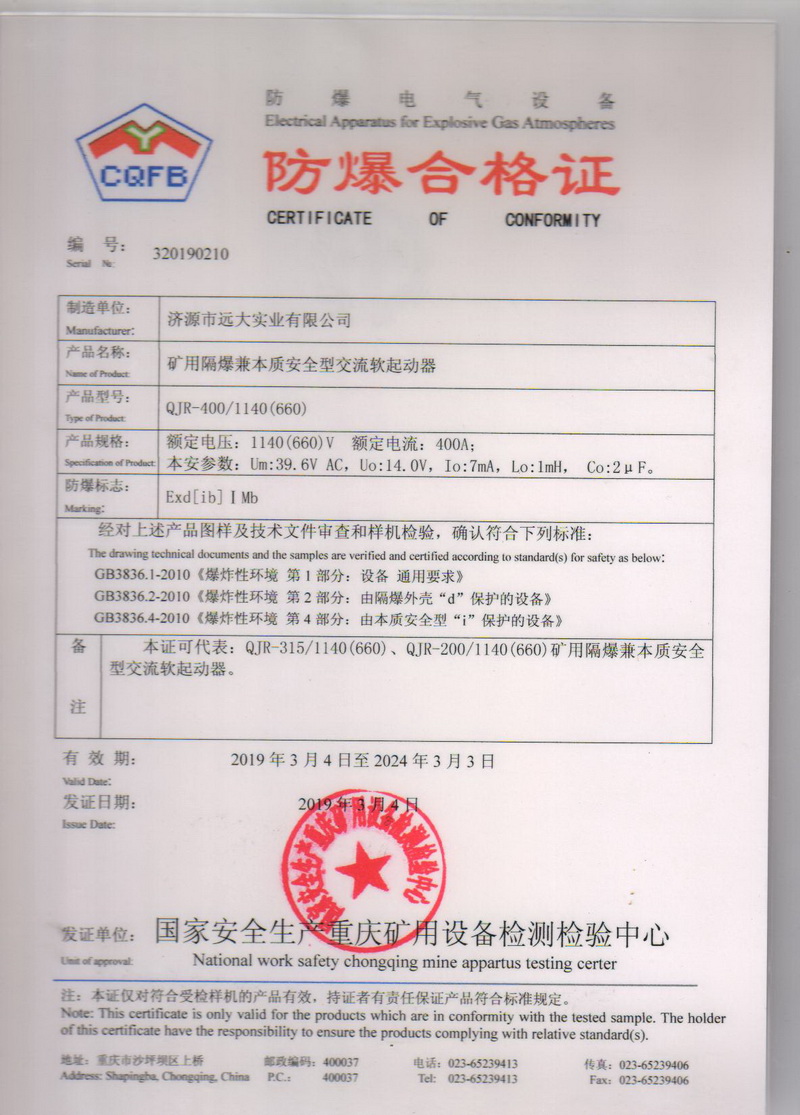 防爆电气设备
Electrical Apparatus for Explosive Gas Atmospheres
CQFB
防爆合格证
CERTIFICATE OF CONFORMITY
编 号: 320190210
Serial №:
制造单位: 济源市远大实业有限公司
Manufacturer:
产品名称: 矿用隔爆兼本质安全型交流软起动器
Name of Product:
产品型号: QJR-400/1140(660)
Type of Product:
产品规格: 额定电压: 1140(660)V 额定电流: 400A;
Specification of Product: 本安参数: Um:39.6V AC, Uo:14.0V, Io:7mA, Lo:1mH, Co:2μF。
防爆标志: Exd[ib]ⅠMb
Marking:
经对上述产品图样及技术文件审查和样机检验，确认符合下列标准:
The drawing technical documents and the samples are verified and certified according to standard(s) for safety as below:
GB3836.1-2010《爆炸性环境 第 1 部分: 设备 通用要求》
GB3836.2-2010《爆炸性环境 第 2 部分: 由隔爆外壳“d”保护的设备》
GB3836.4-2010《爆炸性环境 第 4 部分: 由本质安全型“i”保护的设备》
备注 本证可代表: QJR-315/1140(660)、QJR-200/1140(660)矿用隔爆兼本质安全
型交流软起动器。
有 效 期: 2019 年 3 月 4 日至 2024 年 3 月 3 日
Valid Date:
发证日期: 2019 年 3 月 4 日
Issue Date:
国家安全生产重庆矿用设备检测检验中心
发证单位: 国家安全生产重庆矿用设备检测检验中心
Unit of approval: National work safety chongqing mine appartus testing certer
注: 本证仅对符合受检样机的产品有效，持证者有责任保证产品符合标准规定。
Note: This certificate is only valid for the products which are in conformity with the tested sample. The holder
of this certificate have the responsibility to ensure the products complying with relative standard(s).
地址: 重庆市沙坪坝区上桥 邮政编码: 400037 电话: 023-65239413 传真: 023-65239406
Address: Shapingba, Chongqing, China P.C.: 400037 Tel: 023-65239413 Fax: 023-65239406